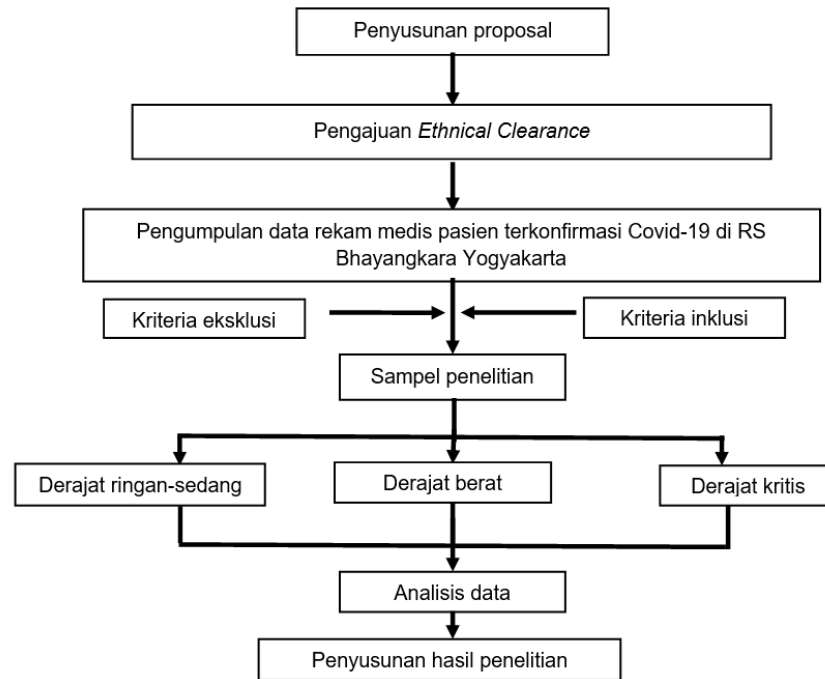 Penyusunan proposal
Pengajuan Ethnical Clearance
Pengumpulan data rekam medis pasien terkonfirmasi Covid-19 di RS
Bhayangkara Yogyakarta
Kriteria eksklusi
Kriteria inklusi
Sampel penelitian
Derajat ringan-sedang
Derajat berat
Derajat kritis
Analisis data
Penyusunan hasil penelitian